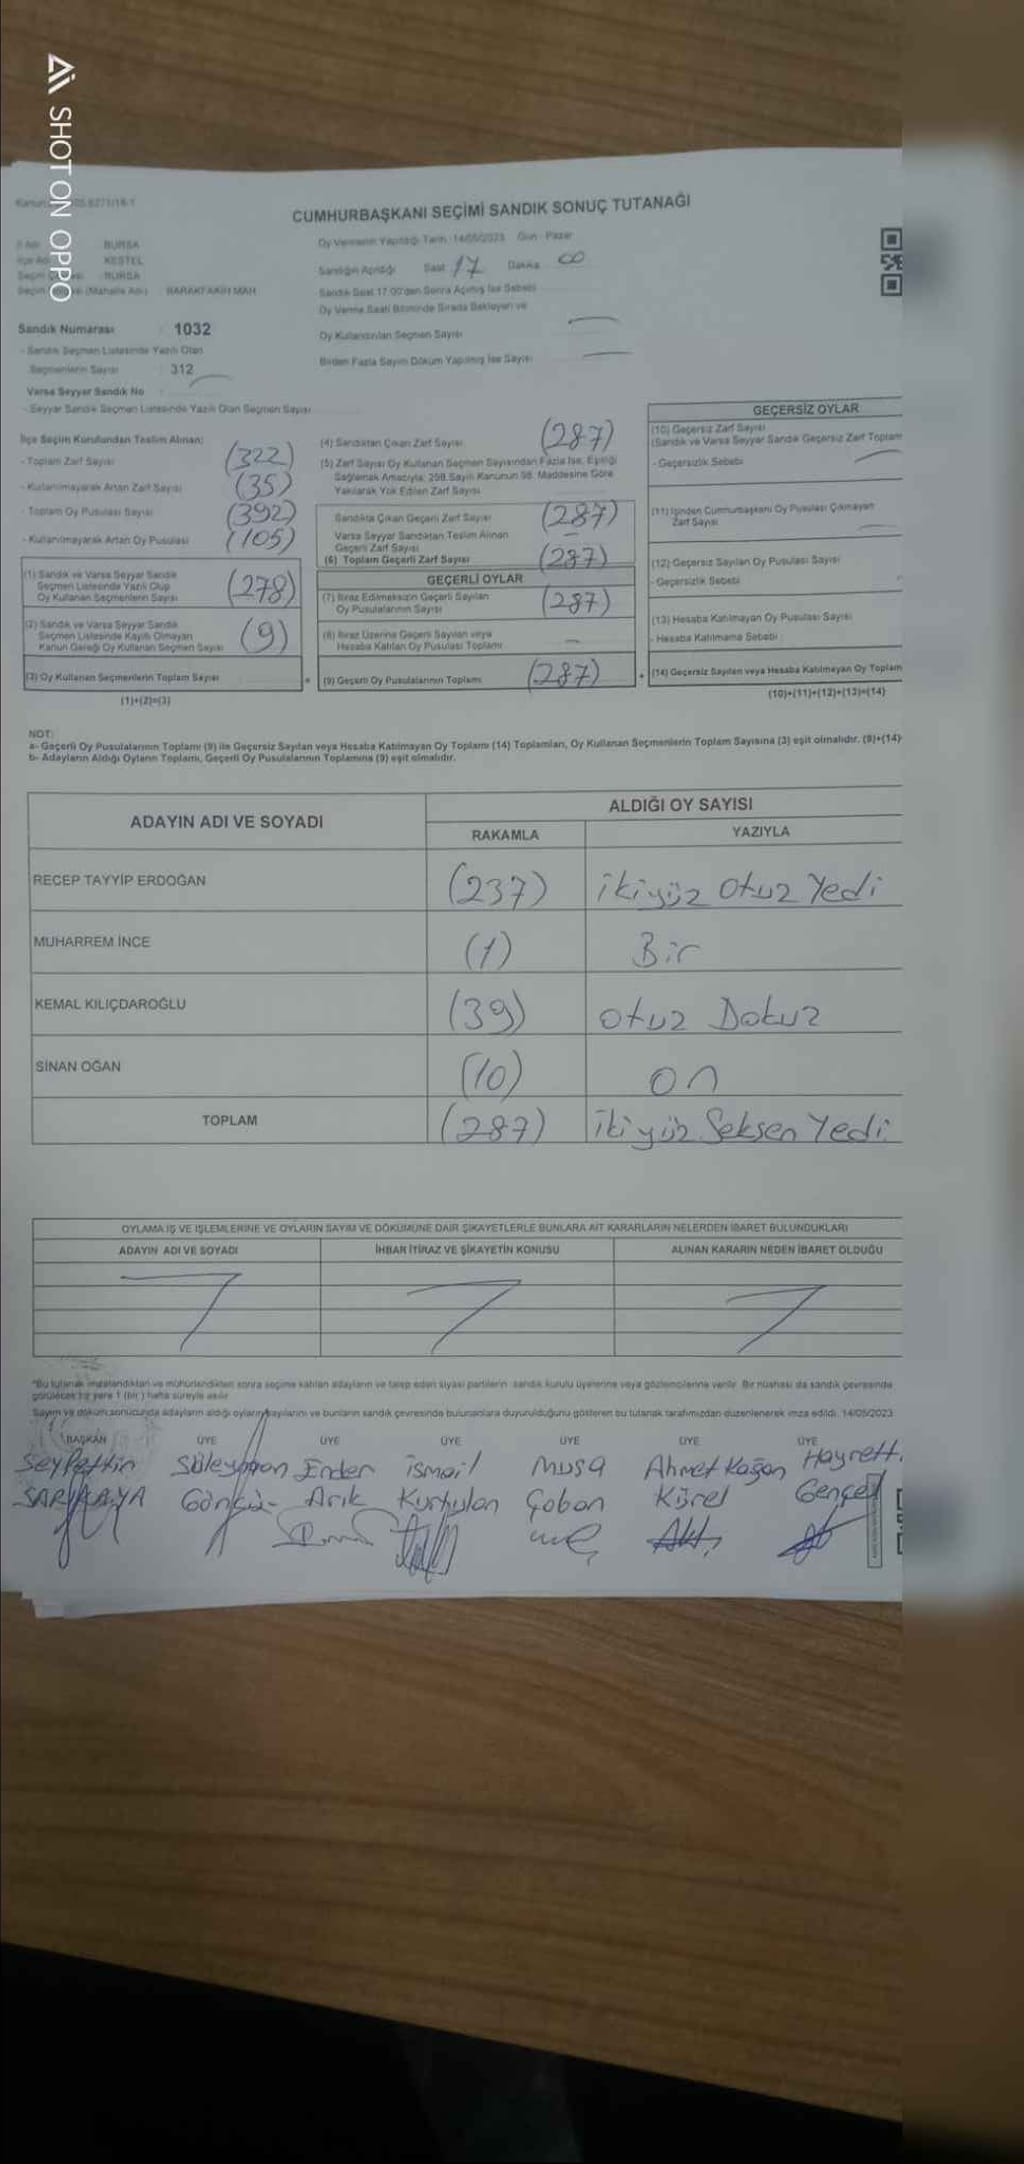 SHOT ON OPPO
CUMHURBAŞKANI SEÇİMİ SANDIK SONUÇ TUTANAĞI
Oy Vermenin Yapıldığı Tarih : 14/05/2023 Gün : Pazar
BURSA
KESTEL
BURSA
BARAKFAKİH MAH.
Sandığın Açıldığı Saat 17 Dakika 00
Sandık Saat 17:00'den Sonra Açılmış İse Sebebi
Oy Verme Saati Bitiminde Sırada Bekleyen ve
Oy Kullandırılan Seçmen Sayısı
Birden Fazla Sayım Döküm Yapılmış İse Sayısı
Sandık Numarası : 1032
- Sandık Seçmen Listesinde Yazılı Olan
Seçmenlerin Sayısı : 312
Varsa Seyyar Sandık No :
- Seyyar Sandık Seçmen Listesinde Yazılı Olan Seçmen Sayısı
İlçe Seçim Kurulundan Teslim Alınan:
- Toplam Zarf Sayısı (322)
- Kullanılmayarak Artan Zarf Sayısı (35)
- Toplam Oy Pusulası Sayısı (392)
- Kullanılmayarak Artan Oy Pusulası (105)
(1) Sandık ve Varsa Seyyar Sandık
Seçmen Listesinde Yazılı Olup
Oy Kullanan Seçmenlerin Sayısı (278)
(2) Sandık ve Varsa Seyyar Sandık
Seçmen Listesinde Kayıtlı Olmayan
Kanun Gereği Oy Kullanan Seçmen Sayısı (9)
(3) Oy Kullanan Seçmenlerin Toplam Sayısı
(1)+(2)=(3)
(4) Sandıktan Çıkan Zarf Sayısı (287)
(5) Zarf Sayısı Oy Kullanan Seçmen Sayısından Fazla İse, Eşitliği
Sağlamak Amacıyla, 298 Sayılı Kanunun 98. Maddesine Göre
Yakılarak Yok Edilen Zarf Sayısı
Sandıkta Çıkan Geçerli Zarf Sayısı (287)
Varsa Seyyar Sandıktan Teslim Alınan
Geçerli Zarf Sayısı
(6) Toplam Geçerli Zarf Sayısı (287)
GEÇERLİ OYLAR
(7) İtiraz Edilmeksizin Geçerli Sayılan
Oy Pusulalarının Sayısı (287)
(8) İtiraz Üzerine Geçerli Sayılan veya
Hesaba Katılan Oy Pusulası Toplamı
(9) Geçerli Oy Pusulalarının Toplamı (287)
GEÇERSİZ OYLAR
(10) Geçersiz Zarf Sayısı
(Sandık ve Varsa Seyyar Sandık Geçersiz Zarf Toplam
- Geçersizlik Sebebi
(11) İçinden Cumhurbaşkanı Oy Pusulası Çıkmayan
Zarf Sayısı
(12) Geçersiz Sayılan Oy Pusulası Sayısı
- Geçersizlik Sebebi
(13) Hesaba Katılmayan Oy Pusulası Sayısı
- Hesaba Katılmama Sebebi
(14) Geçersiz Sayılan veya Hesaba Katılmayan Oy Toplam
(10)+(11)+(12)+(13)=(14)
NOT:
a- Geçerli Oy Pusulalarının Toplamı (9) ile Geçersiz Sayılan veya Hesaba Katılmayan Oy Toplamı (14) Toplamları, Oy Kullanan Seçmenlerin Toplam Sayısına (3) eşit olmalıdır. (9)+(14)
b- Adayların Aldığı Oyların Toplamı, Geçerli Oy Pusulalarının Toplamına (9) eşit olmalıdır.
ADAYIN ADI VE SOYADI ALDIĞI OY SAYISI
RAKAMLA YAZIYLA
RECEP TAYYİP ERDOĞAN (237) ikiyüz Otuz Yedi
MUHARREM İNCE (1) Bir
KEMAL KILIÇDAROĞLU (39) otuz Dokuz
SİNAN OĞAN (10) on
TOPLAM (287) ikiyüz Seksen Yedi
OYLAMA İŞ VE İŞLEMLERİNE VE OYLARIN SAYIM VE DÖKÜMÜNE DAİR ŞİKAYETLERLE BUNLARA AİT KARARLARIN NELERDEN İBARET BULUNDUKLARI
ADAYIN ADI VE SOYADI İHBAR İTİRAZ VE ŞİKAYETİN KONUSU ALINAN KARARIN NEDEN İBARET OLDUĞU
*Bu tutanak imzalandıktan ve mühürlendikten sonra seçime katılan adayların ve talep eden siyasi partilerin sandık kurulu üyelerine veya gözlemcilerine verilir. Bir nüshası da sandık çevresinde
görülecek bir yere 1 (bir) hafta süreyle asılır.
Sayım ve döküm sonucunda adayların aldığı oyların sayılarını ve bunların sandık çevresinde bulunanlara duyurulduğunu gösteren bu tutanak tarafımızdan düzenlenerek imza edildi. 14/05/2023
BAŞKAN ÜYE ÜYE ÜYE ÜYE ÜYE ÜYE
Seyfettin Süleyman Ender ismail Musa Ahmet Kağan Hayrett
SARIKAYA Arık Kurtulan Çoban Kürel Gençel